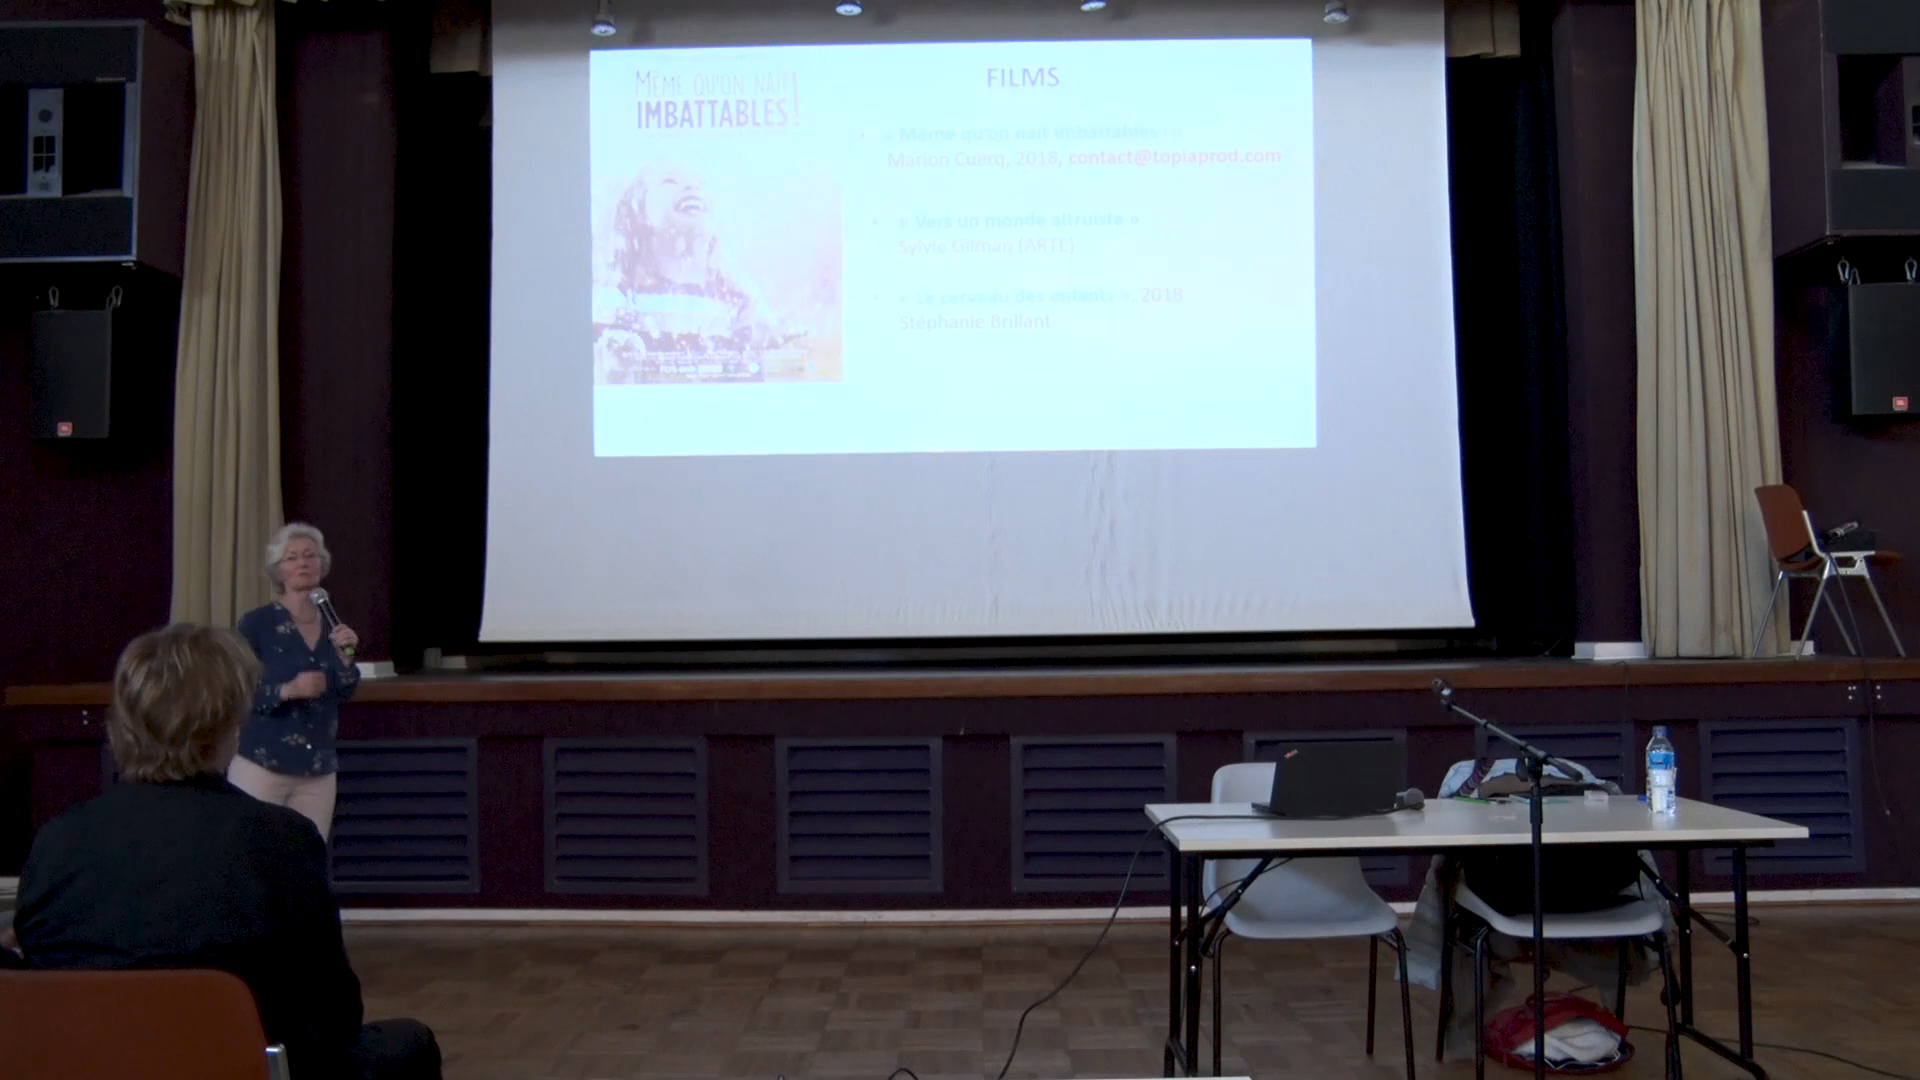 MÊME QU'ON NAÎT
IMBATTABLES!
FILMS
• « Même qu'on nait imbattables ! »
Marion Cuerq, 2018, contact@topiaprod.com
• « Vers un monde altruiste »
Sylvie Gilman (ARTE)
• « Le cerveau des enfants », 2018
Stéphanie Brillant